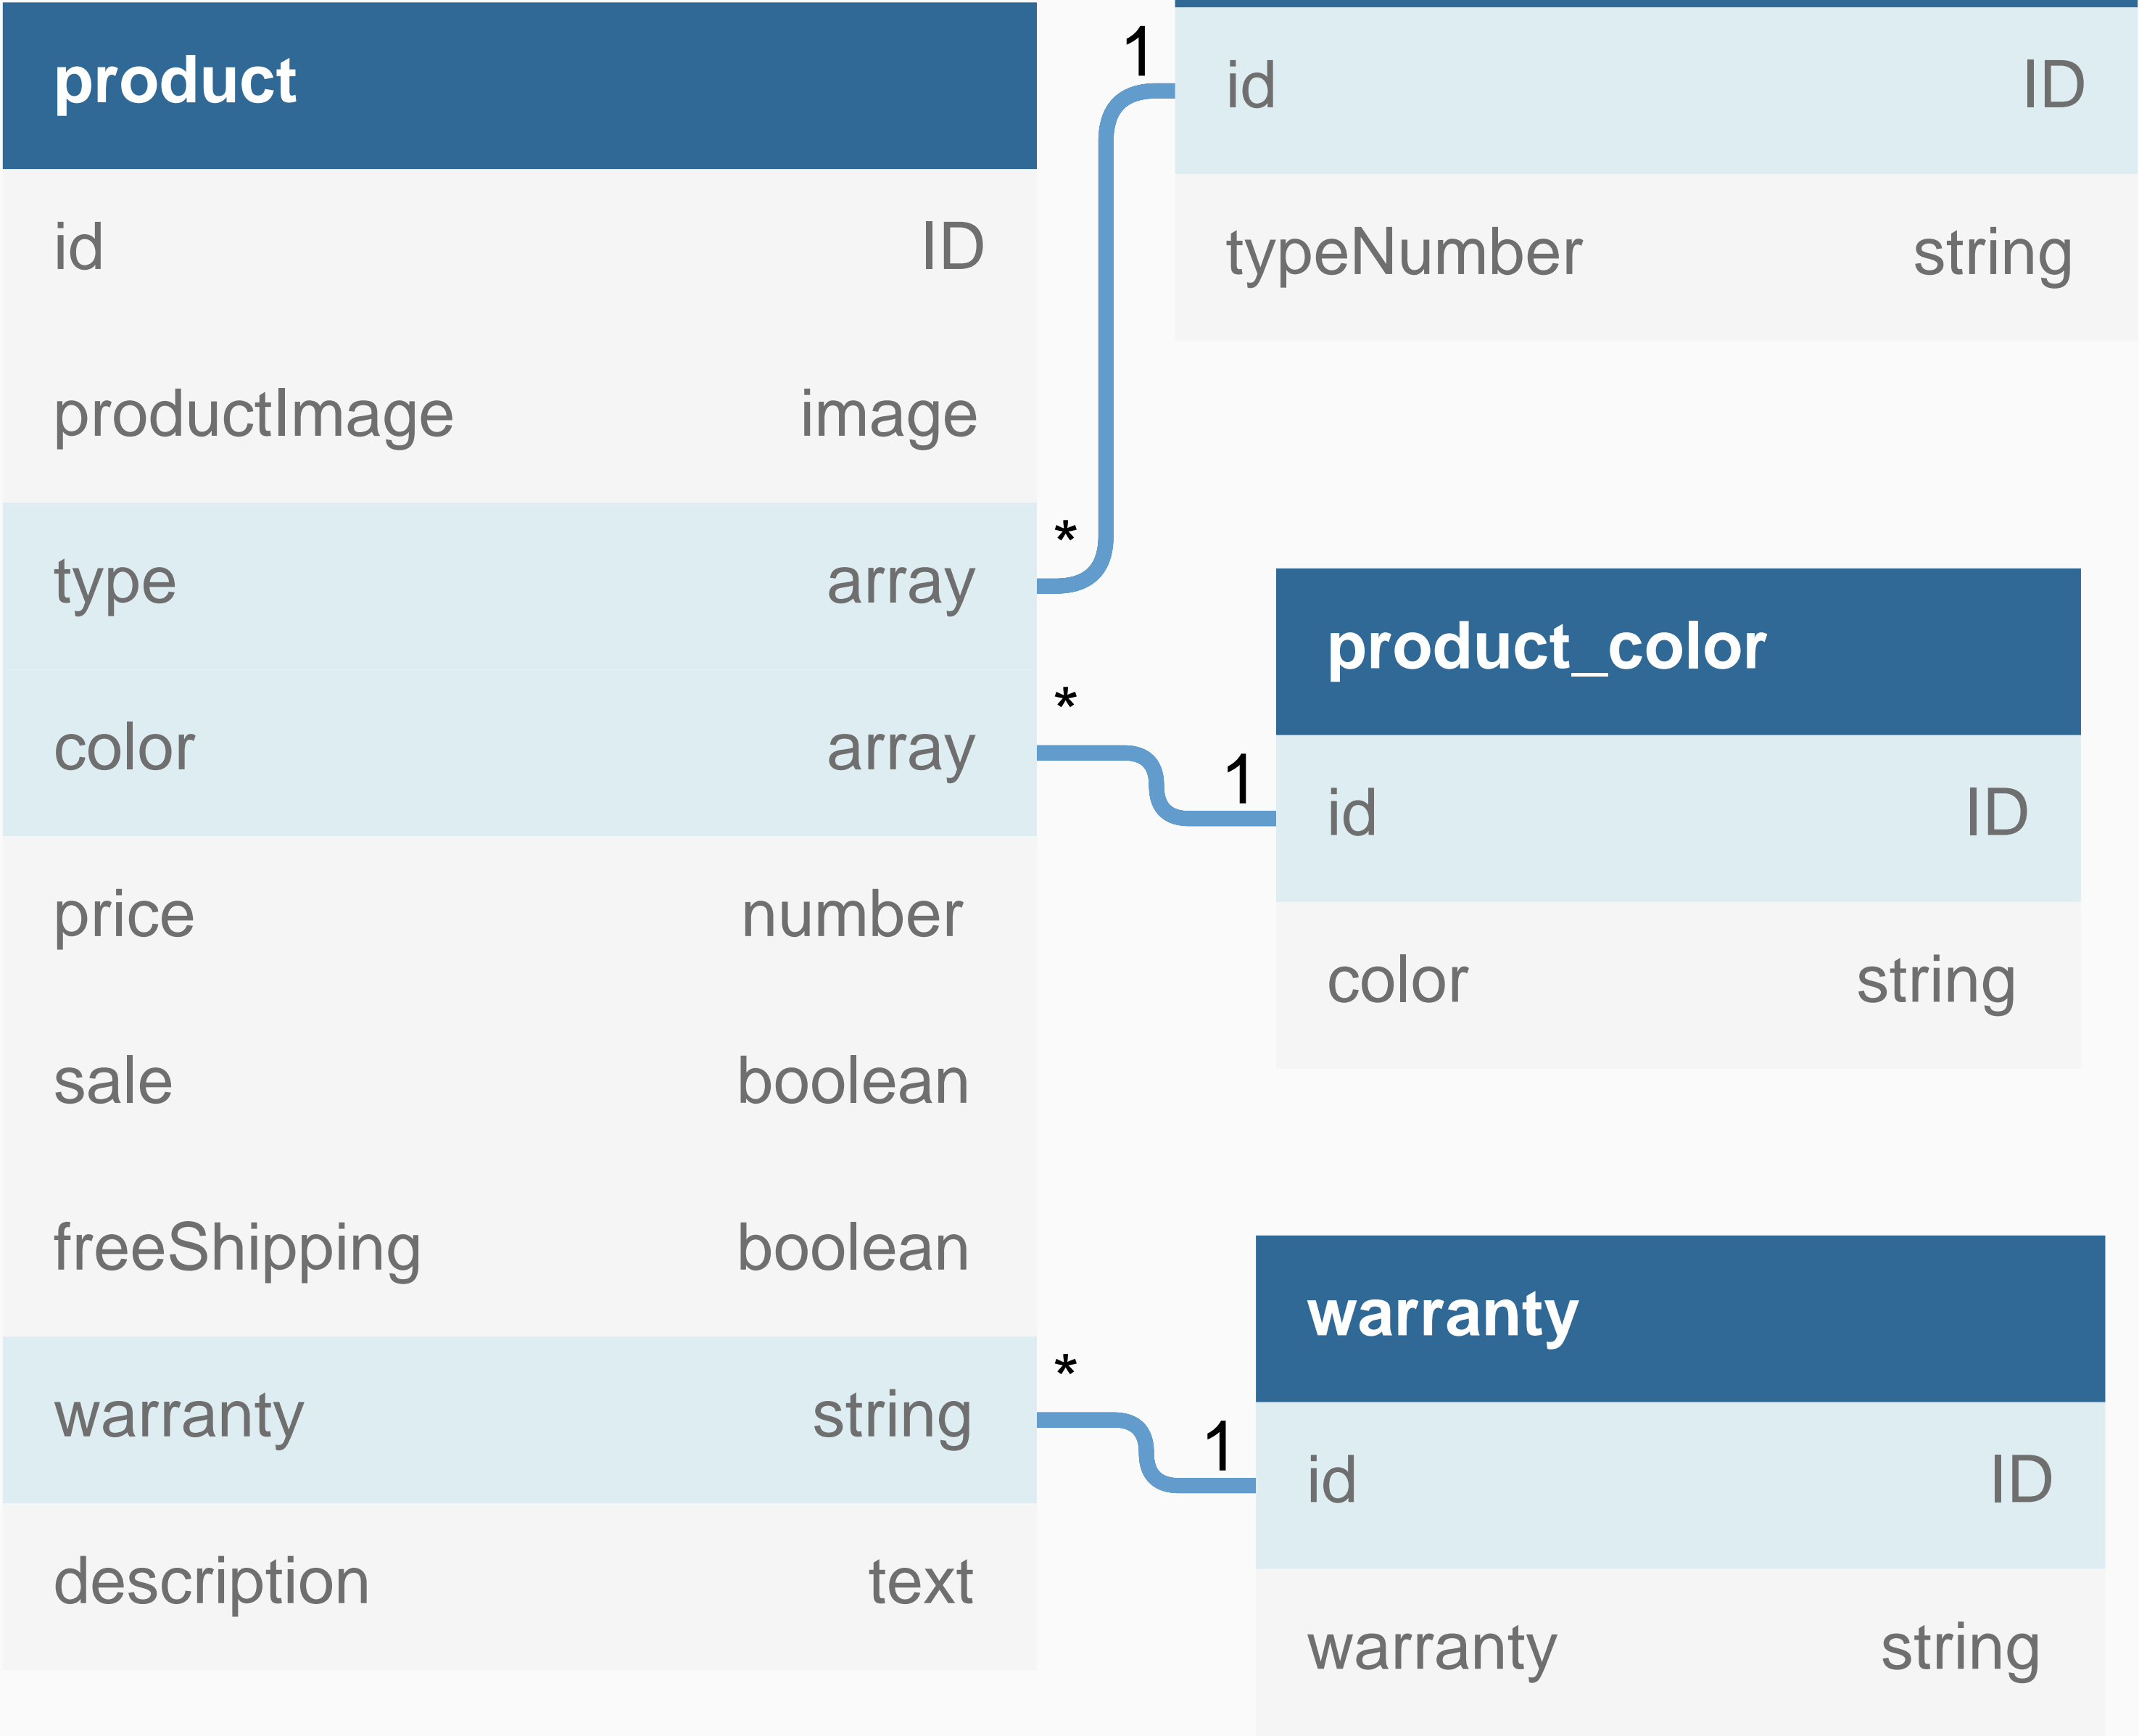 product
id ID
productImage image
type array
color array
price number
sale boolean
freeShipping boolean
warranty string
description text
1
*
*
1
*
1
id ID
typeNumber string
product_color
id ID
color string
warranty
id ID
warranty string